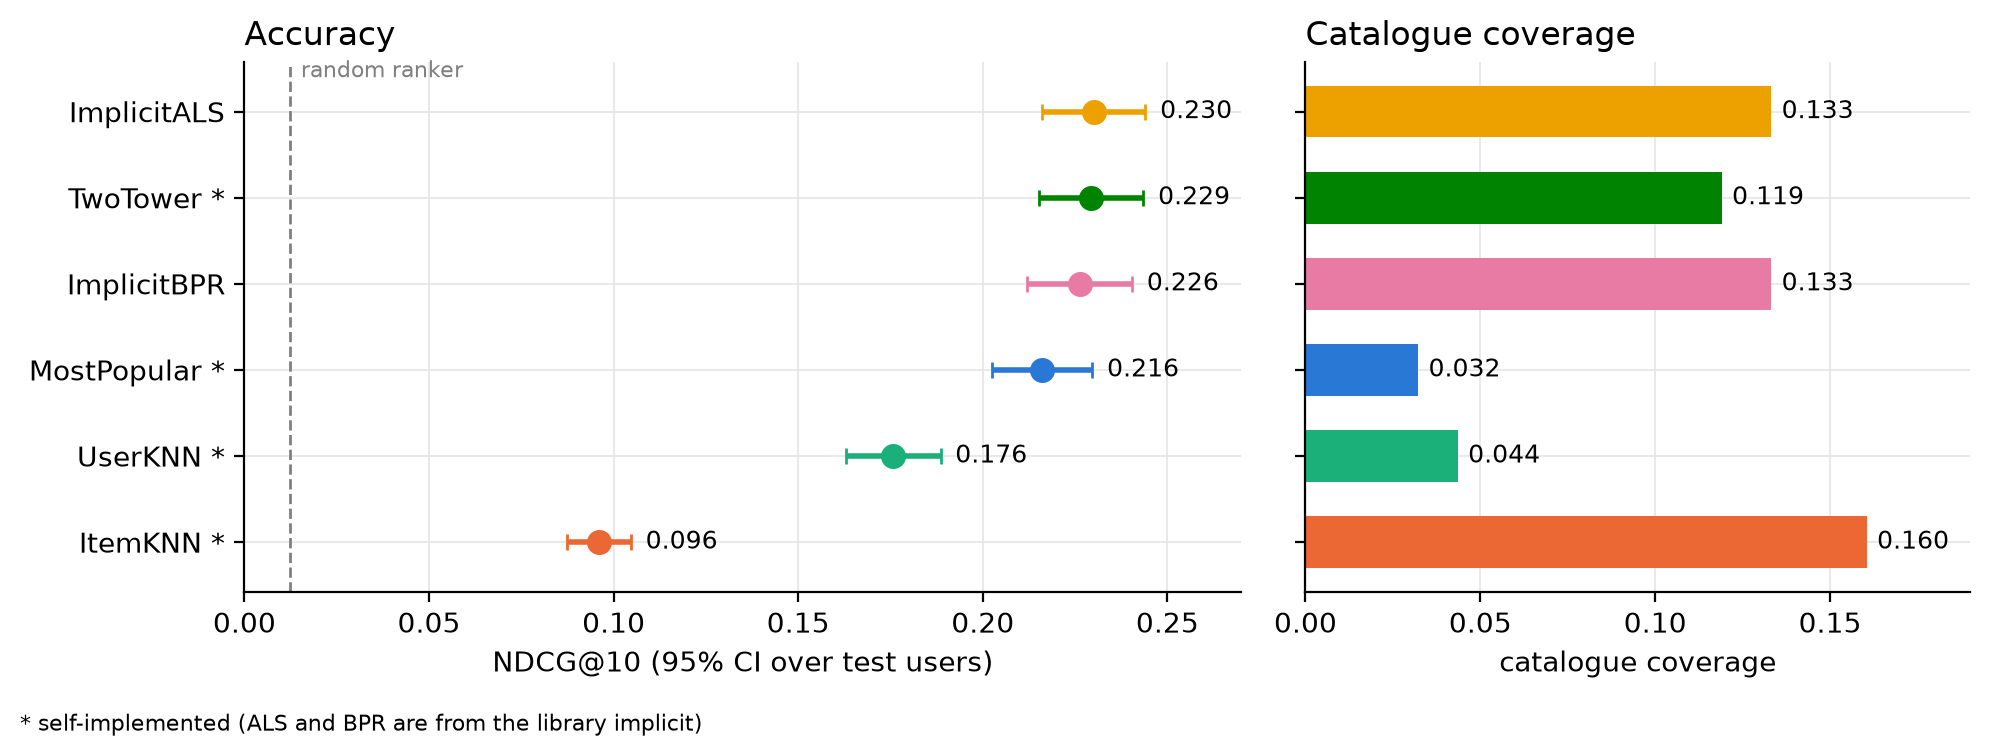 Accuracy
random ranker
ImplicitALS
TwoTower *
ImplicitBPR
MostPopular *
UserKNN *
ItemKNN *
0.230
0.229
0.226
0.216
0.176
0.096
0.00 0.05 0.10 0.15 0.20 0.25
NDCG@10 (95% CI over test users)
Catalogue coverage
0.133
0.119
0.133
0.032
0.044
0.160
0.00 0.05 0.10 0.15
catalogue coverage
* self-implemented (ALS and BPR are from the library implicit)